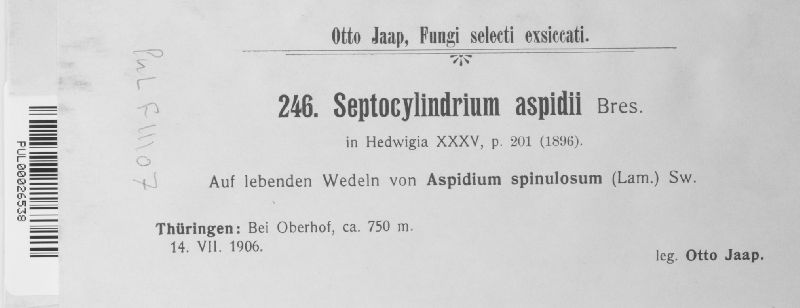 Otto Jaap, Fungi selecti exsiccati.
246. Septocylindrium aspidii Bres.
in Hedwigia XXXV, p. 201 (1896).
Auf lebenden Wedeln von Aspidium spinulosum (Lam.) Sw.
Thüringen: Bei Oberhof, ca. 750 m.
14. VII. 1906.
leg. Otto Jaap.
PUL F11107
PUL00026538